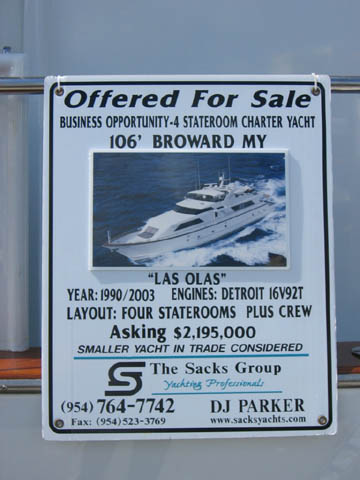 Offered For Sale
BUSINESS OPPORTUNITY-4 STATEROOM CHARTER YACHT
106' BROWARD MY
"LAS OLAS"
YEAR: 1990/2003 ENGINES: DETROIT 16V92T
LAYOUT: FOUR STATEROOMS PLUS CREW
Asking $2,195,000
SMALLER YACHT IN TRADE CONSIDERED
The Sacks Group
Yachting Professionals
(954) 764-7742 DJ PARKER
Fax: (954) 523-3769 www.sacksyachts.com